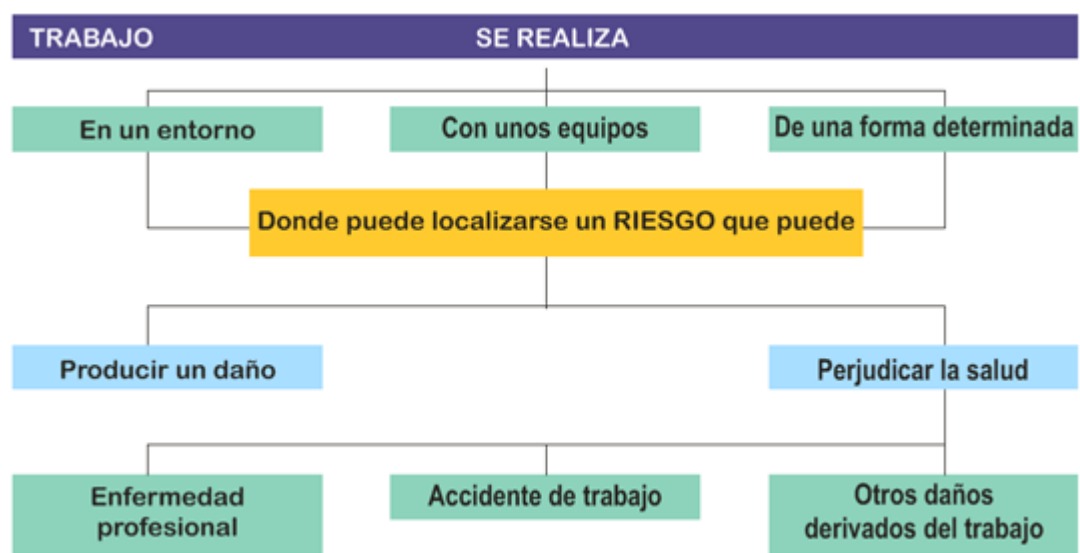 TRABAJO SE REALIZA
En un entorno
Con unos equipos
De una forma determinada
Donde puede localizarse un RIESGO que puede
Producir un daño
Perjudicar la salud
Enfermedad
profesional
Accidente de trabajo
Otros daños
derivados del trabajo